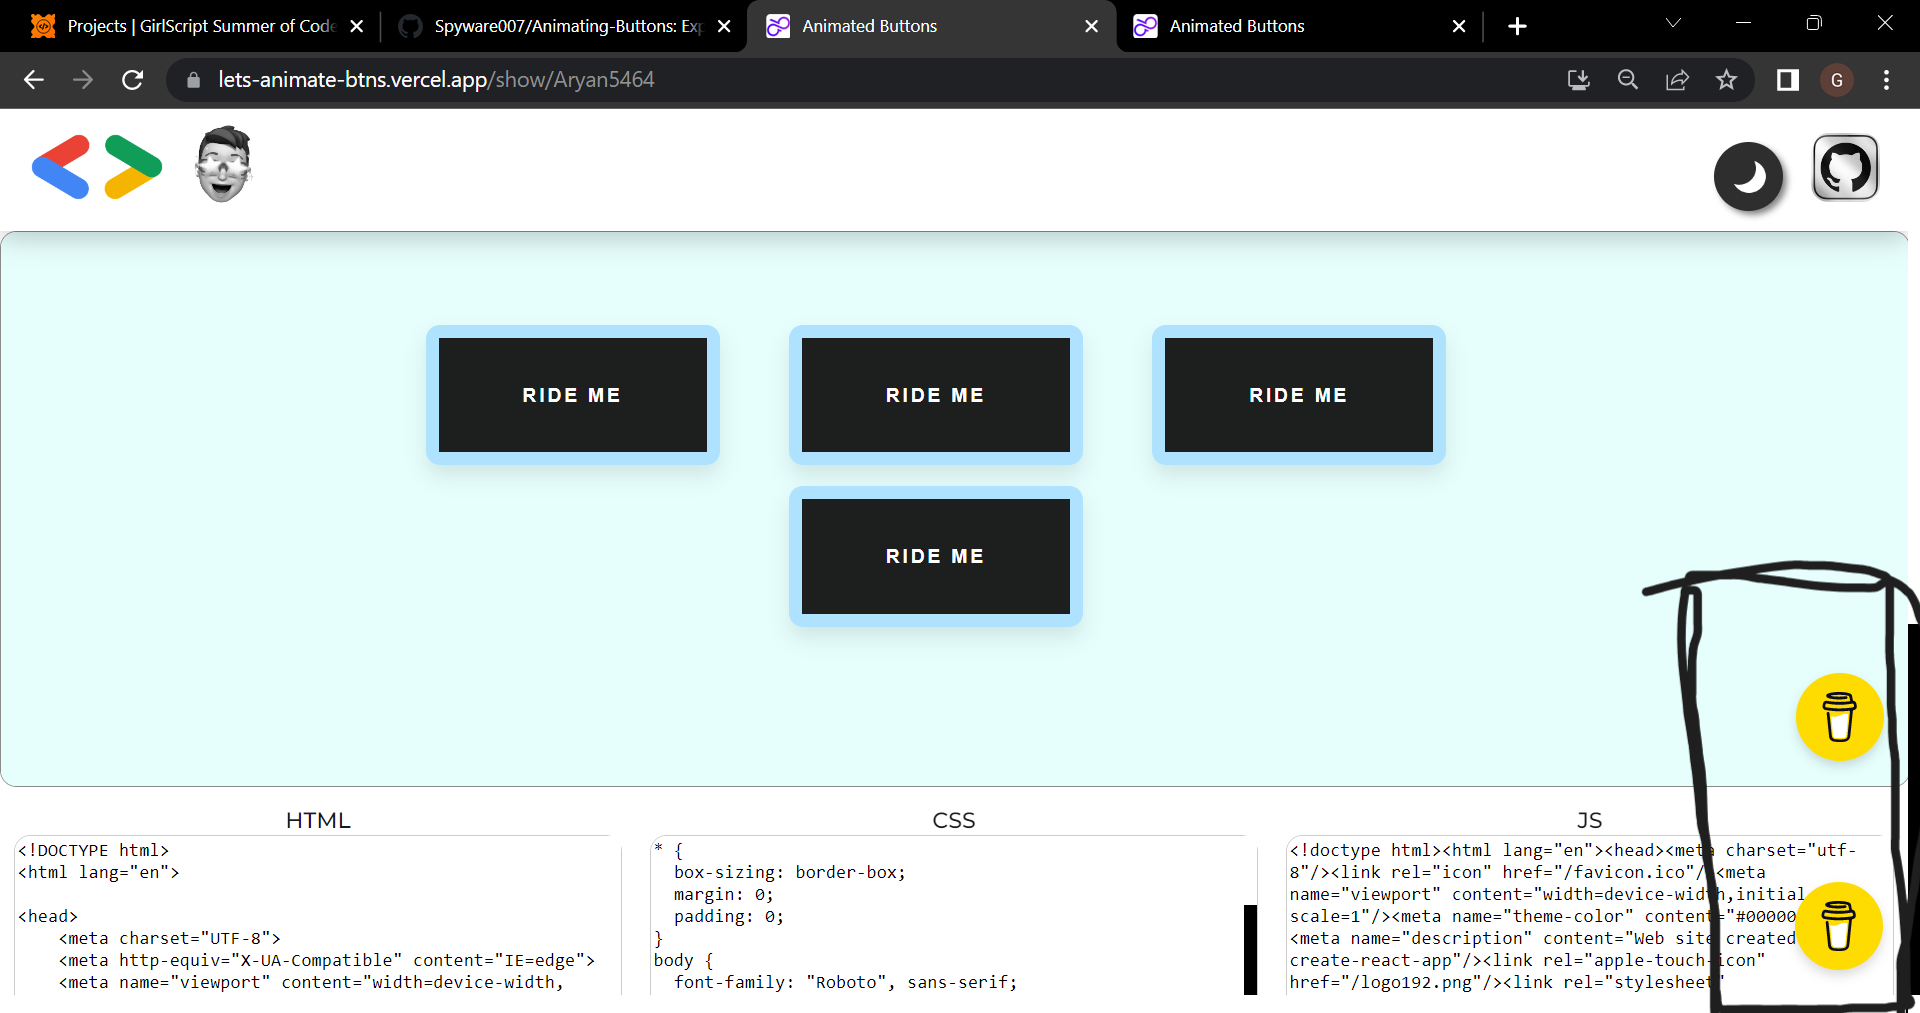 Projects | GirlScript Summer of Code
Spyware007/Animating-Buttons: Exp
Animated Buttons
Animated Buttons
lets-animate-btns.vercel.app/show/Aryan5464
G
RIDE ME
RIDE ME
RIDE ME
RIDE ME
HTML
<!DOCTYPE html>
<html lang="en">
<head>
<meta charset="UTF-8">
<meta http-equiv="X-UA-Compatible" content="IE=edge">
<meta name="viewport" content="width=device-width,
CSS
* {
box-sizing: border-box;
margin: 0;
padding: 0;
}
body {
font-family: "Roboto", sans-serif;
JS
<!doctype html><html lang="en"><head><meta charset="utf-
8"/><link rel="icon" href="/favicon.ico"/><meta
name="viewport" content="width=device-width,initial
scale=1"/><meta name="theme-color" content="#00000
<meta name="description" content="Web site created
create-react-app"/><link rel="apple-touch-icon"
href="/logo192.png"/><link rel="stylesheet"